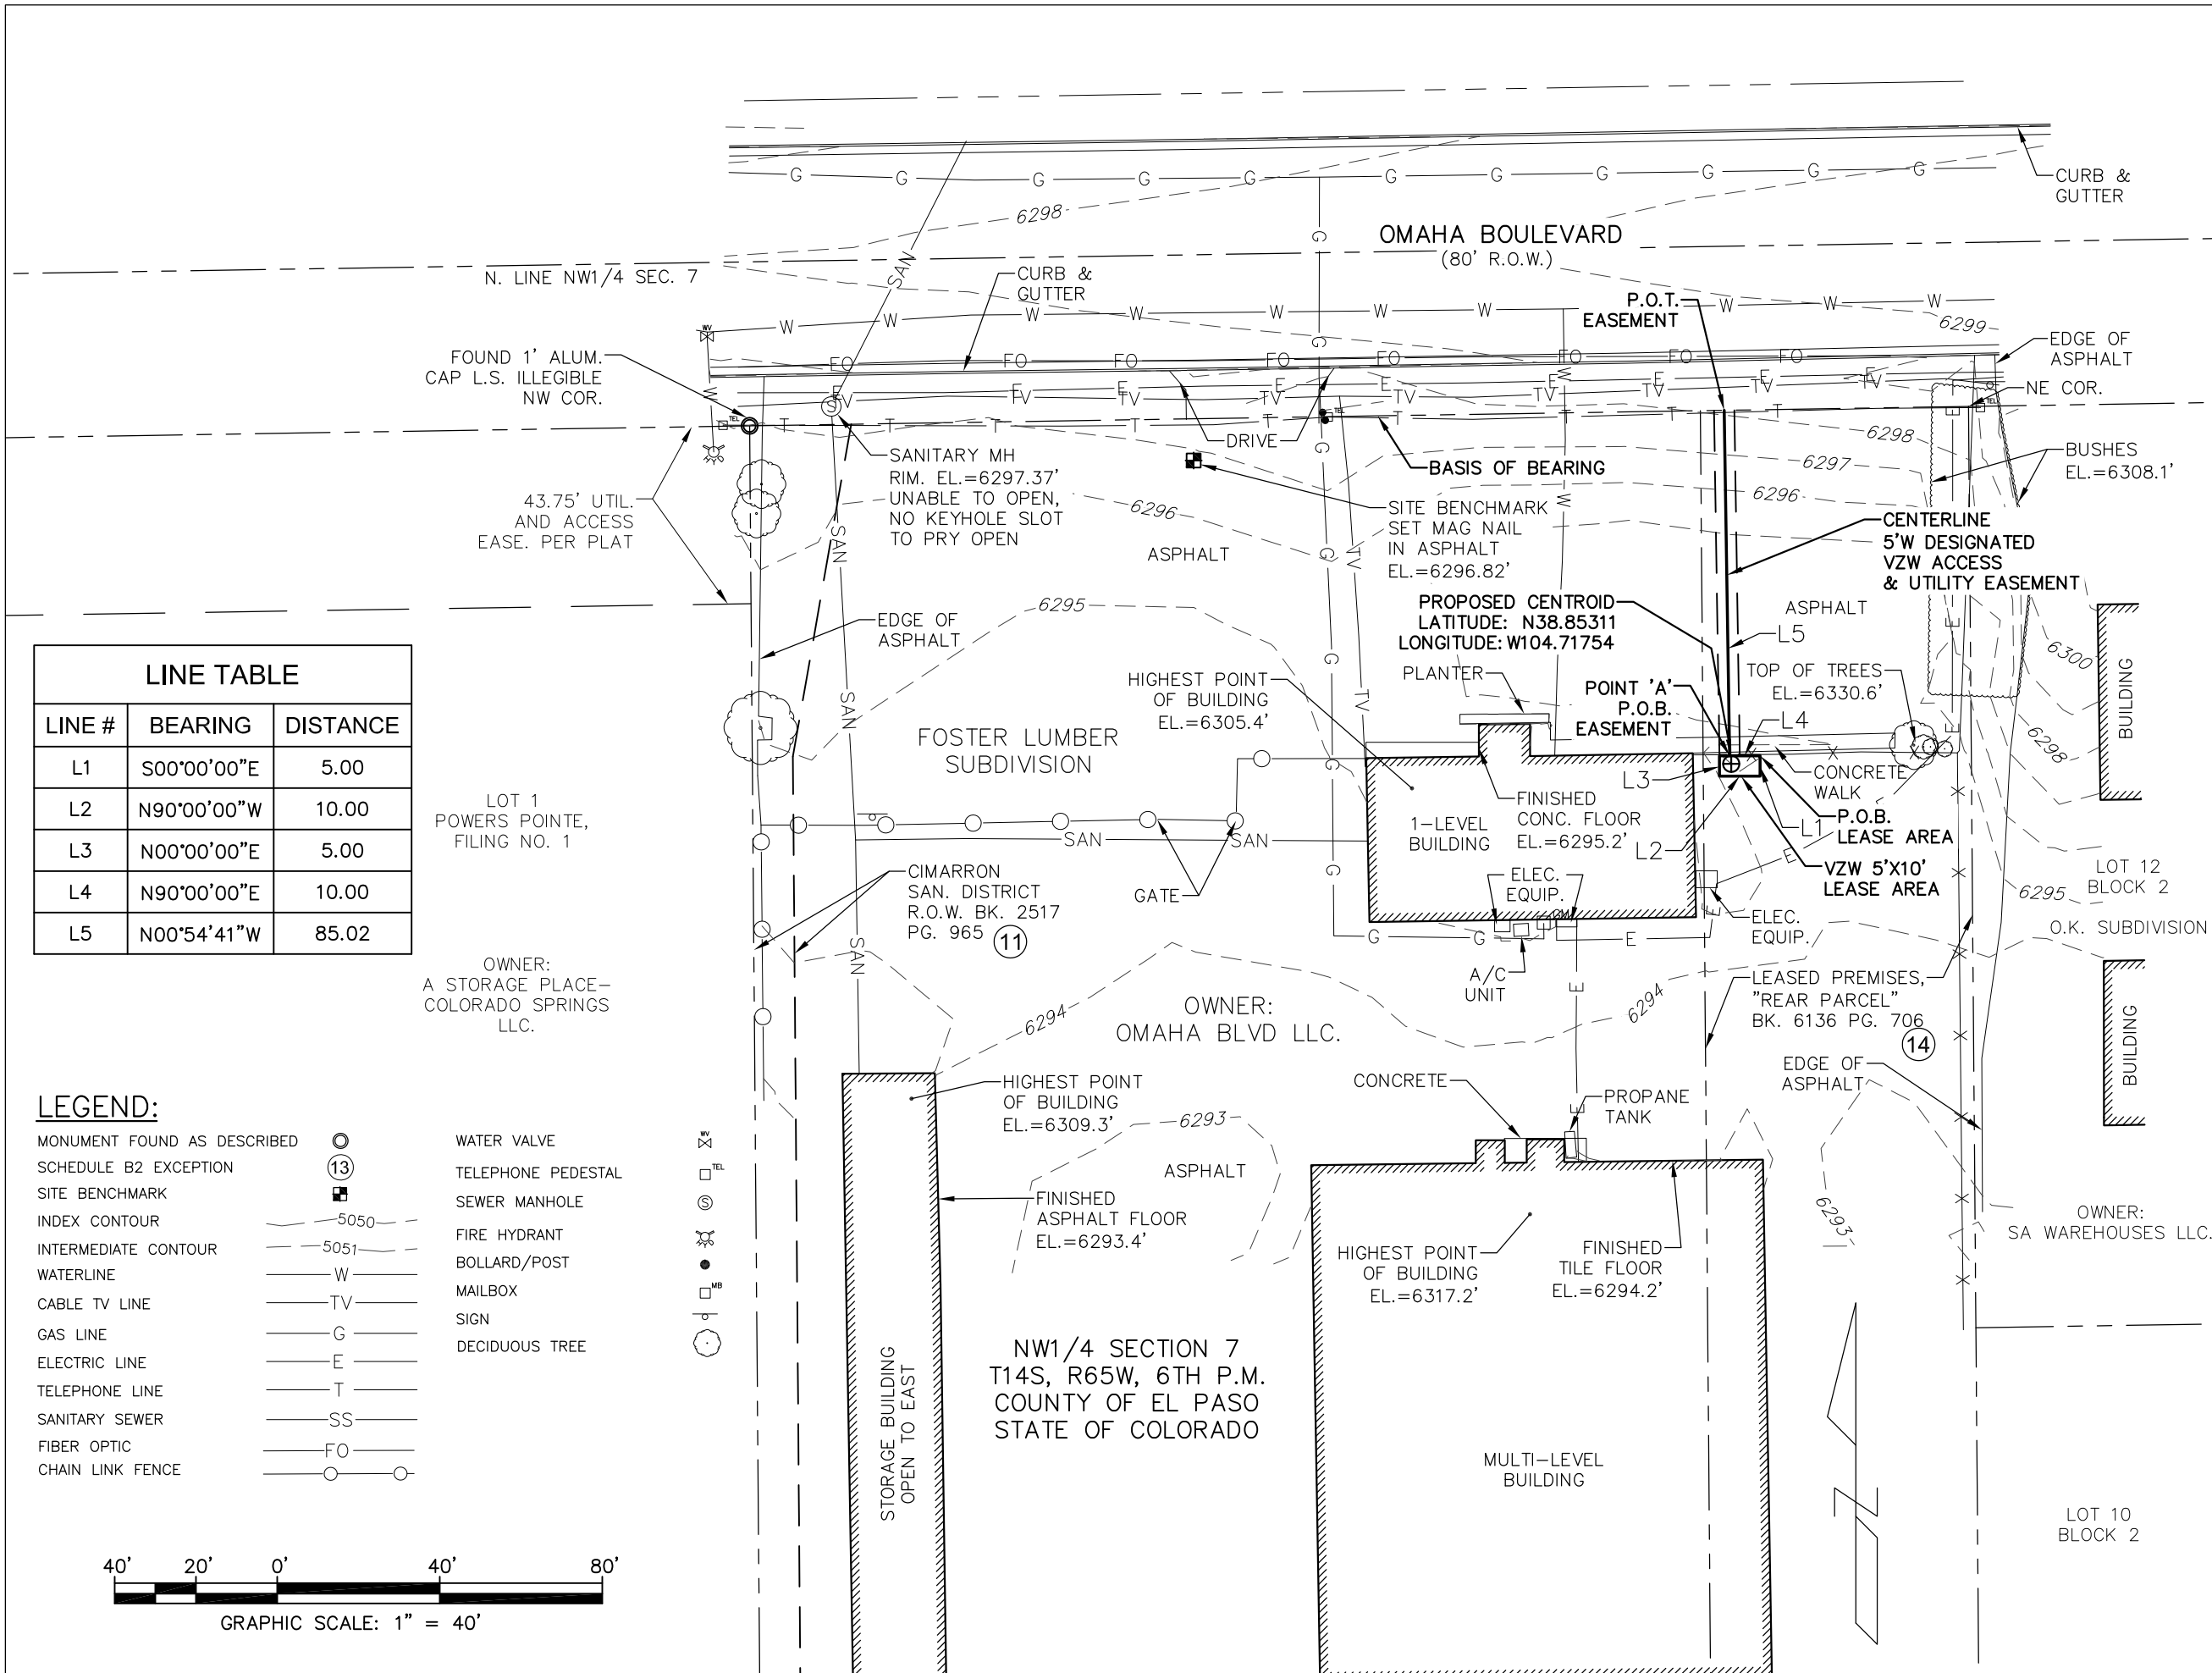 CURB &
GUTTER
6298
OMAHA BOULEVARD
(80' R.O.W.)
N. LINE NW1/4 SEC. 7
CURB &
GUTTER
P.O.T.
EASEMENT
6299
EDGE OF
ASPHALT
NE COR.
FOUND 1' ALUM.
CAP L.S. ILLEGIBLE
NW COR.
SANITARY MH
RIM. EL.=6297.37'
UNABLE TO OPEN,
NO KEYHOLE SLOT
TO PRY OPEN
DRIVE
BASIS OF BEARING
6298
6297
6296
BUSHES
EL.=6308.1'
43.75' UTIL.
AND ACCESS
EASE. PER PLAT
6296
ASPHALT
SITE BENCHMARK
SET MAG NAIL
IN ASPHALT
EL.=6296.82'
CENTERLINE
5'W DESIGNATED
VZW ACCESS
& UTILITY EASEMENT
PROPOSED CENTROID
LATITUDE: N38.85311
LONGITUDE: W104.71754
ASPHALT
L5
6295
EDGE OF
ASPHALT
6300
BUILDING
PLANTER
HIGHEST POINT
OF BUILDING
EL.=6305.4'
POINT 'A'
P.O.B.
EASEMENT
TOP OF TREES
EL.=6330.6'
L4
FOSTER LUMBER
SUBDIVISION
6298
L3
CONCRETE
WALK
FINISHED
CONC. FLOOR
EL.=6295.2'
1-LEVEL
BUILDING
L2
L1
P.O.B.
LEASE AREA
VZW 5'X10'
LEASE AREA
LOT 1
POWERS POINTE,
FILING NO. 1
LOT 12
BLOCK 2
6295
O.K. SUBDIVISION
CIMARRON
SAN. DISTRICT
R.O.W. BK. 2517
PG. 965
11
GATE
ELEC.
EQUIP.
GM
ELEC.
EQUIP.
A/C
UNIT
OWNER:
A STORAGE PLACE-
COLORADO SPRINGS
LLC.
6294
OWNER:
OMAHA BLVD LLC.
6294
LEASED PREMISES,
"REAR PARCEL"
BK. 6136 PG. 706
14
BUILDING
LINE TABLE
LINE # BEARING DISTANCE
L1 S00°00'00"E 5.00
L2 N90°00'00"W 10.00
L3 N00°00'00"E 5.00
L4 N90°00'00"E 10.00
L5 N00°54'41"W 85.02
HIGHEST POINT
OF BUILDING
EL.=6309.3'
CONCRETE
PROPANE
TANK
EDGE OF
ASPHALT
6293
ASPHALT
FINISHED
ASPHALT FLOOR
EL.=6293.4'
6293
OWNER:
SA WAREHOUSES LLC.
HIGHEST POINT
OF BUILDING
EL.=6317.2'
FINISHED
TILE FLOOR
EL.=6294.2'
STORAGE BUILDING
OPEN TO EAST
NW1/4 SECTION 7
T14S, R65W, 6TH P.M.
COUNTY OF EL PASO
STATE OF COLORADO
MULTI-LEVEL
BUILDING
LOT 10
BLOCK 2
LEGEND:
MONUMENT FOUND AS DESCRIBED
SCHEDULE B2 EXCEPTION 13
SITE BENCHMARK
INDEX CONTOUR 5050
INTERMEDIATE CONTOUR 5051
WATERLINE W
CABLE TV LINE TV
GAS LINE G
ELECTRIC LINE E
TELEPHONE LINE T
SANITARY SEWER SS
FIBER OPTIC FO
CHAIN LINK FENCE
WATER VALVE WV
TELEPHONE PEDESTAL TEL
SEWER MANHOLE S
FIRE HYDRANT
BOLLARD/POST
MAILBOX MB
SIGN
DECIDUOUS TREE
40' 20' 0' 40' 80'
GRAPHIC SCALE: 1" = 40'